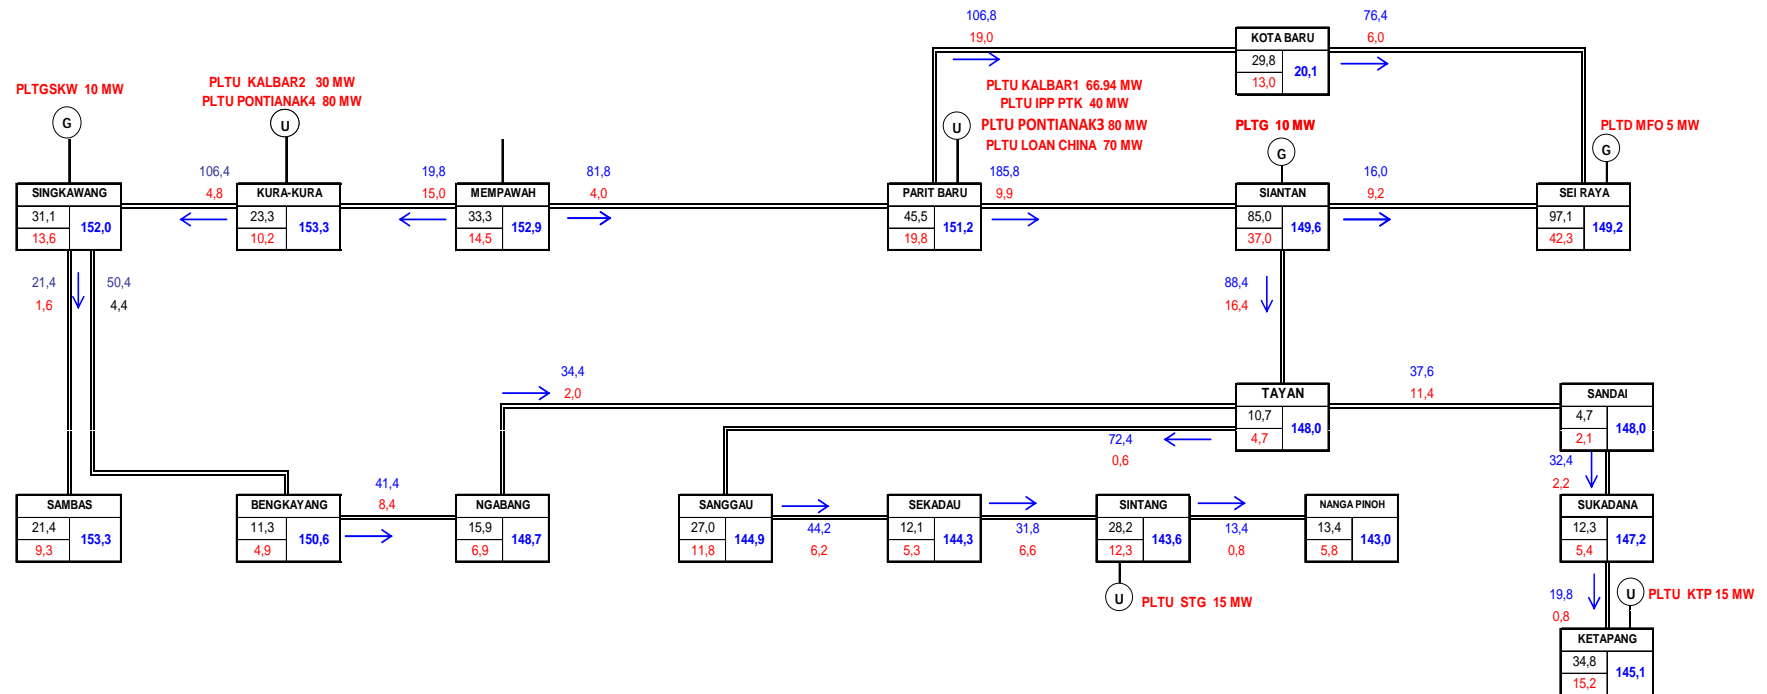 106,8
19,0
76,4
6,0
KOTA BARU
29,8
13,0
20,1
PLTGSKW 10 MW
G
PLTU KALBAR2 30 MW
PLTU PONTIANAK4 80 MW
U
PLTU KALBAR1 66.94 MW
PLTU IPP PTK 40 MW
PLTU PONTIANAK3 80 MW
PLTU LOAN CHINA 70 MW
U
PLTG 10 MW
G
PLTD MFO 5 MW
G
SINGKAWANG
31,1
13,6
152,0
106,4
4,8
KURA-KURA
23,3
10,2
153,3
19,8
15,0
MEMPAWAH
33,3
14,5
152,9
81,8
4,0
PARIT BARU
45,5
19,8
151,2
185,8
9,9
SIANTAN
85,0
37,0
149,6
16,0
9,2
SEI RAYA
97,1
42,3
149,2
21,4
1,6
50,4
4,4
88,4
16,4
34,4
2,0
TAYAN
10,7
4,7
148,0
37,6
11,4
SANDAI
4,7
2,1
148,0
72,4
0,6
32,4
2,2
SAMBAS
21,4
9,3
153,3
BENGKAYANG
11,3
4,9
150,6
41,4
8,4
NGABANG
15,9
6,9
148,7
SANGGAU
27,0
11,8
144,9
44,2
6,2
SEKADAU
12,1
5,3
144,3
31,8
6,6
SINTANG
28,2
12,3
143,6
13,4
0,8
NANGA PINOH
13,4
5,8
143,0
SUKADANA
12,3
5,4
147,2
U
PLTU STG 15 MW
19,8
0,8
U
PLTU KTP 15 MW
KETAPANG
34,8
15,2
145,1